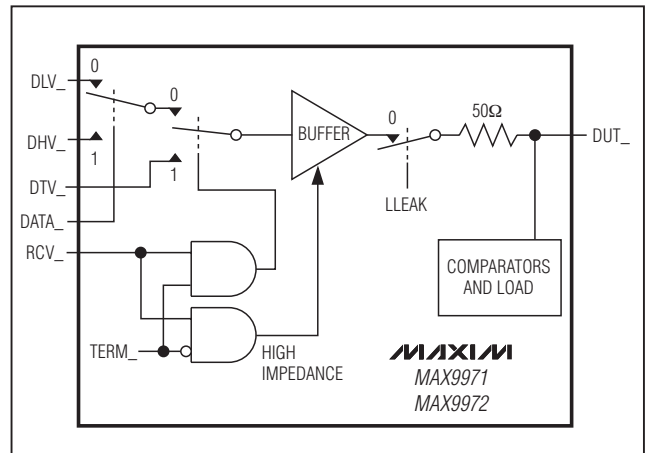 DLV_
0
0
DHV_
1
DTV_
1
DATA_
RCV_
TERM_
BUFFER
0
LLEAK
50Ω
DUT_
COMPARATORS
AND LOAD
HIGH
IMPEDANCE
MAXIM
MAX9971
MAX9972